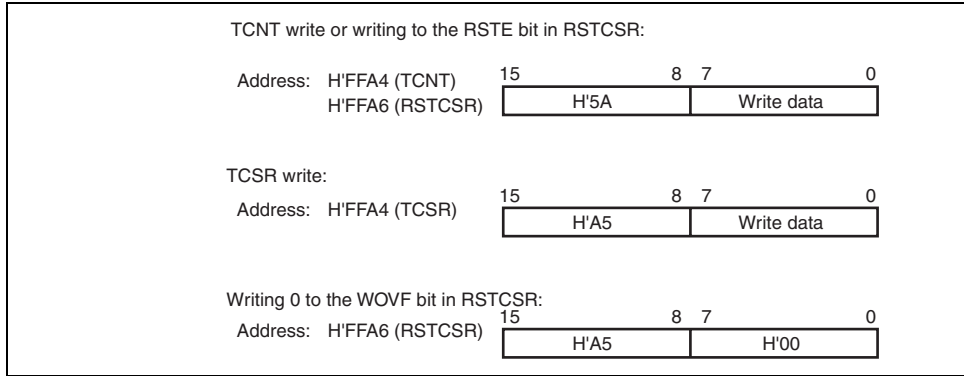 TCNT write or writing to the RSTE bit in RSTCSR:
15 8 7 0
Address: H'FFA4 (TCNT)
H'FFA6 (RSTCSR) H'5A Write data
TCSR write:
15 8 7 0
Address: H'FFA4 (TCSR)
H'A5 Write data
Writing 0 to the WOVF bit in RSTCSR:
15 8 7 0
Address: H'FFA6 (RSTCSR)
H'A5 H'00